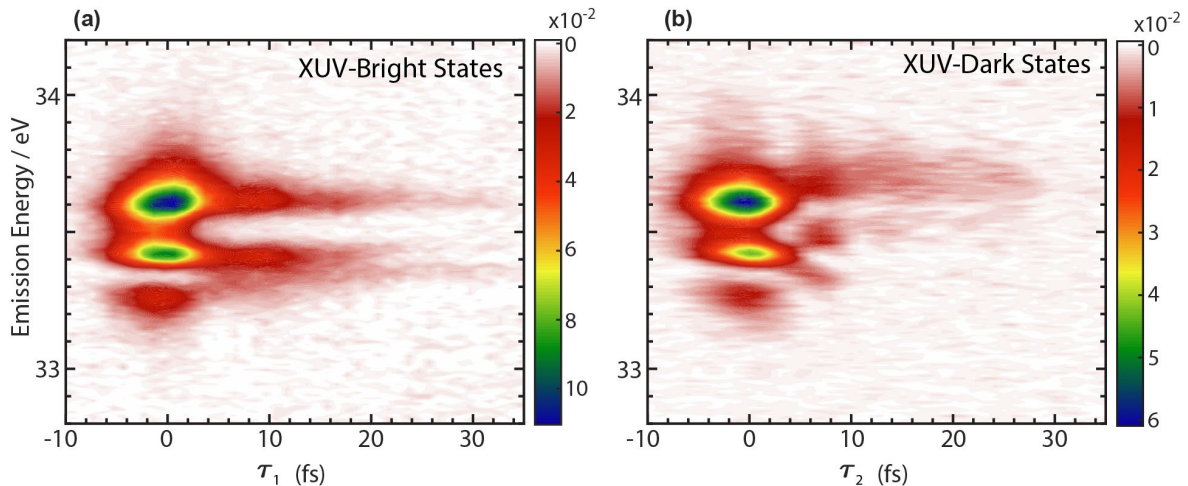 (a)
x10⁻²
XUV-Bright States
Emission Energy / eV
34
33
-10 0 10 20 30
τ₁ (fs)
0
2
4
6
8
10
(b)
x10⁻²
XUV-Dark States
34
33
-10 0 10 20 30
τ₂ (fs)
0
1
2
3
4
5
6